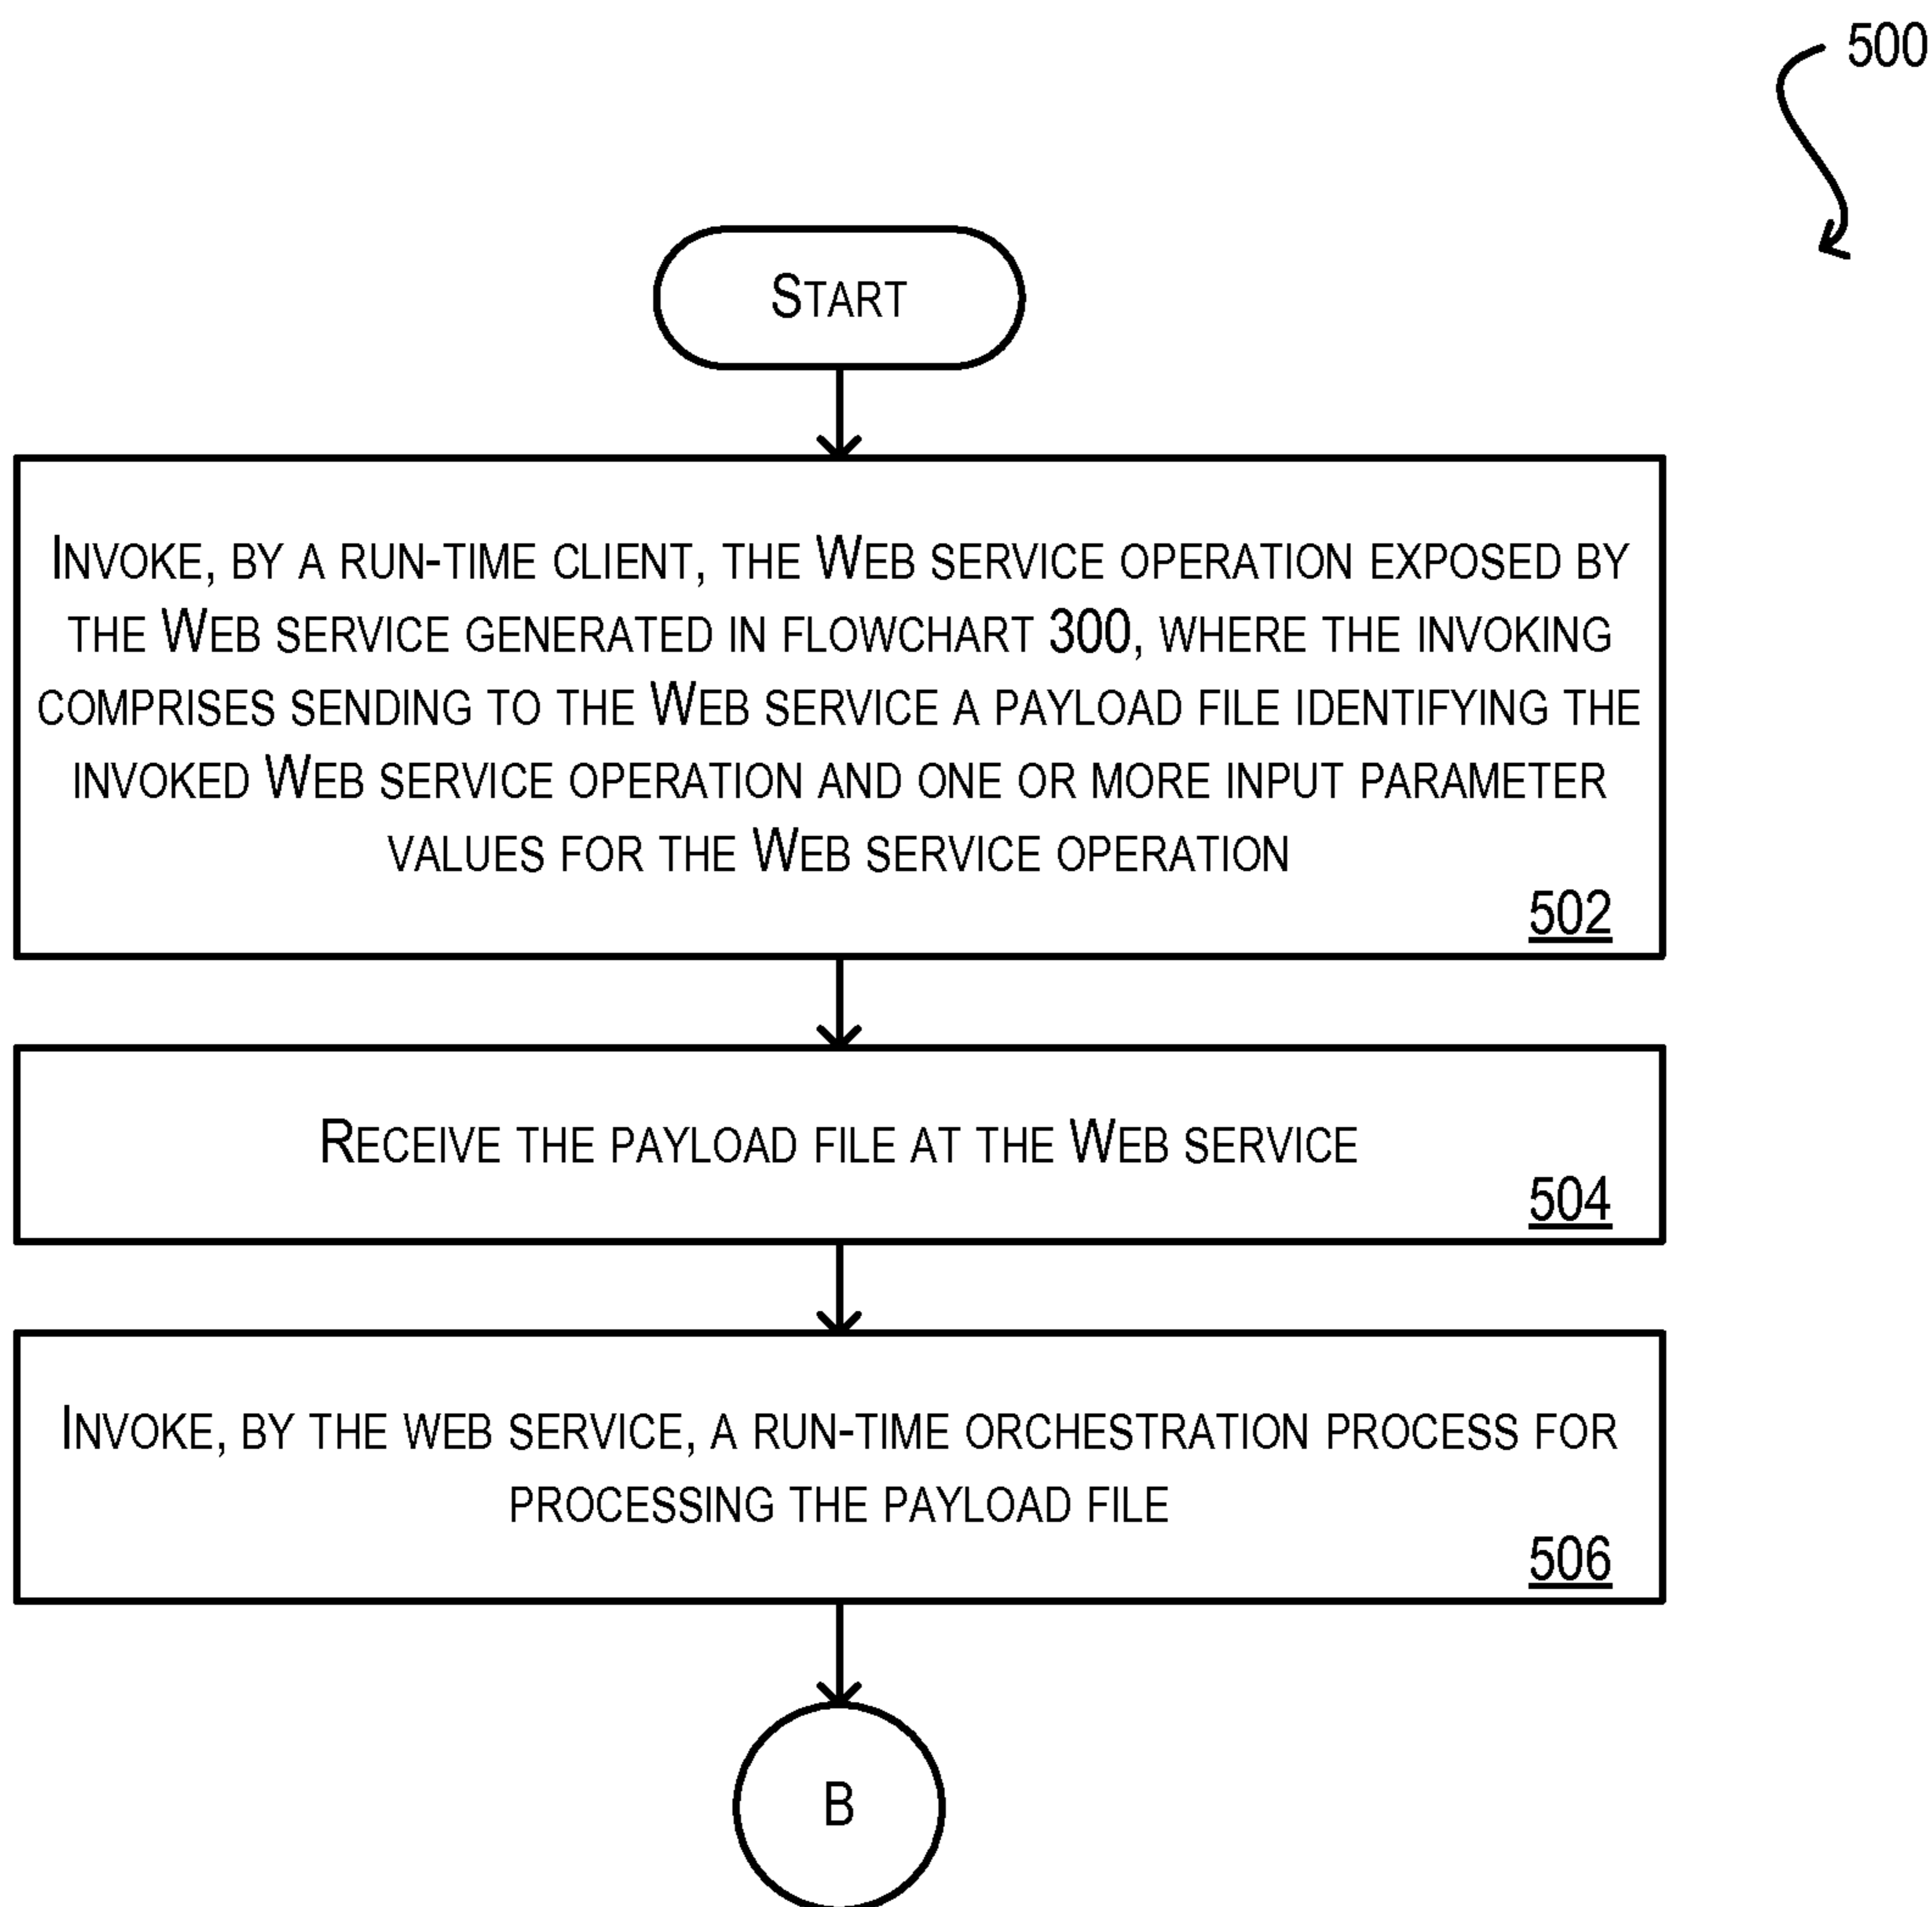 500
START
INVOKE, BY A RUN-TIME CLIENT, THE WEB SERVICE OPERATION EXPOSED BY
THE WEB SERVICE GENERATED IN FLOWCHART 300, WHERE THE INVOKING
COMPRISES SENDING TO THE WEB SERVICE A PAYLOAD FILE IDENTIFYING THE
INVOKED WEB SERVICE OPERATION AND ONE OR MORE INPUT PARAMETER
VALUES FOR THE WEB SERVICE OPERATION
502
RECEIVE THE PAYLOAD FILE AT THE WEB SERVICE
504
INVOKE, BY THE WEB SERVICE, A RUN-TIME ORCHESTRATION PROCESS FOR
PROCESSING THE PAYLOAD FILE
506
B